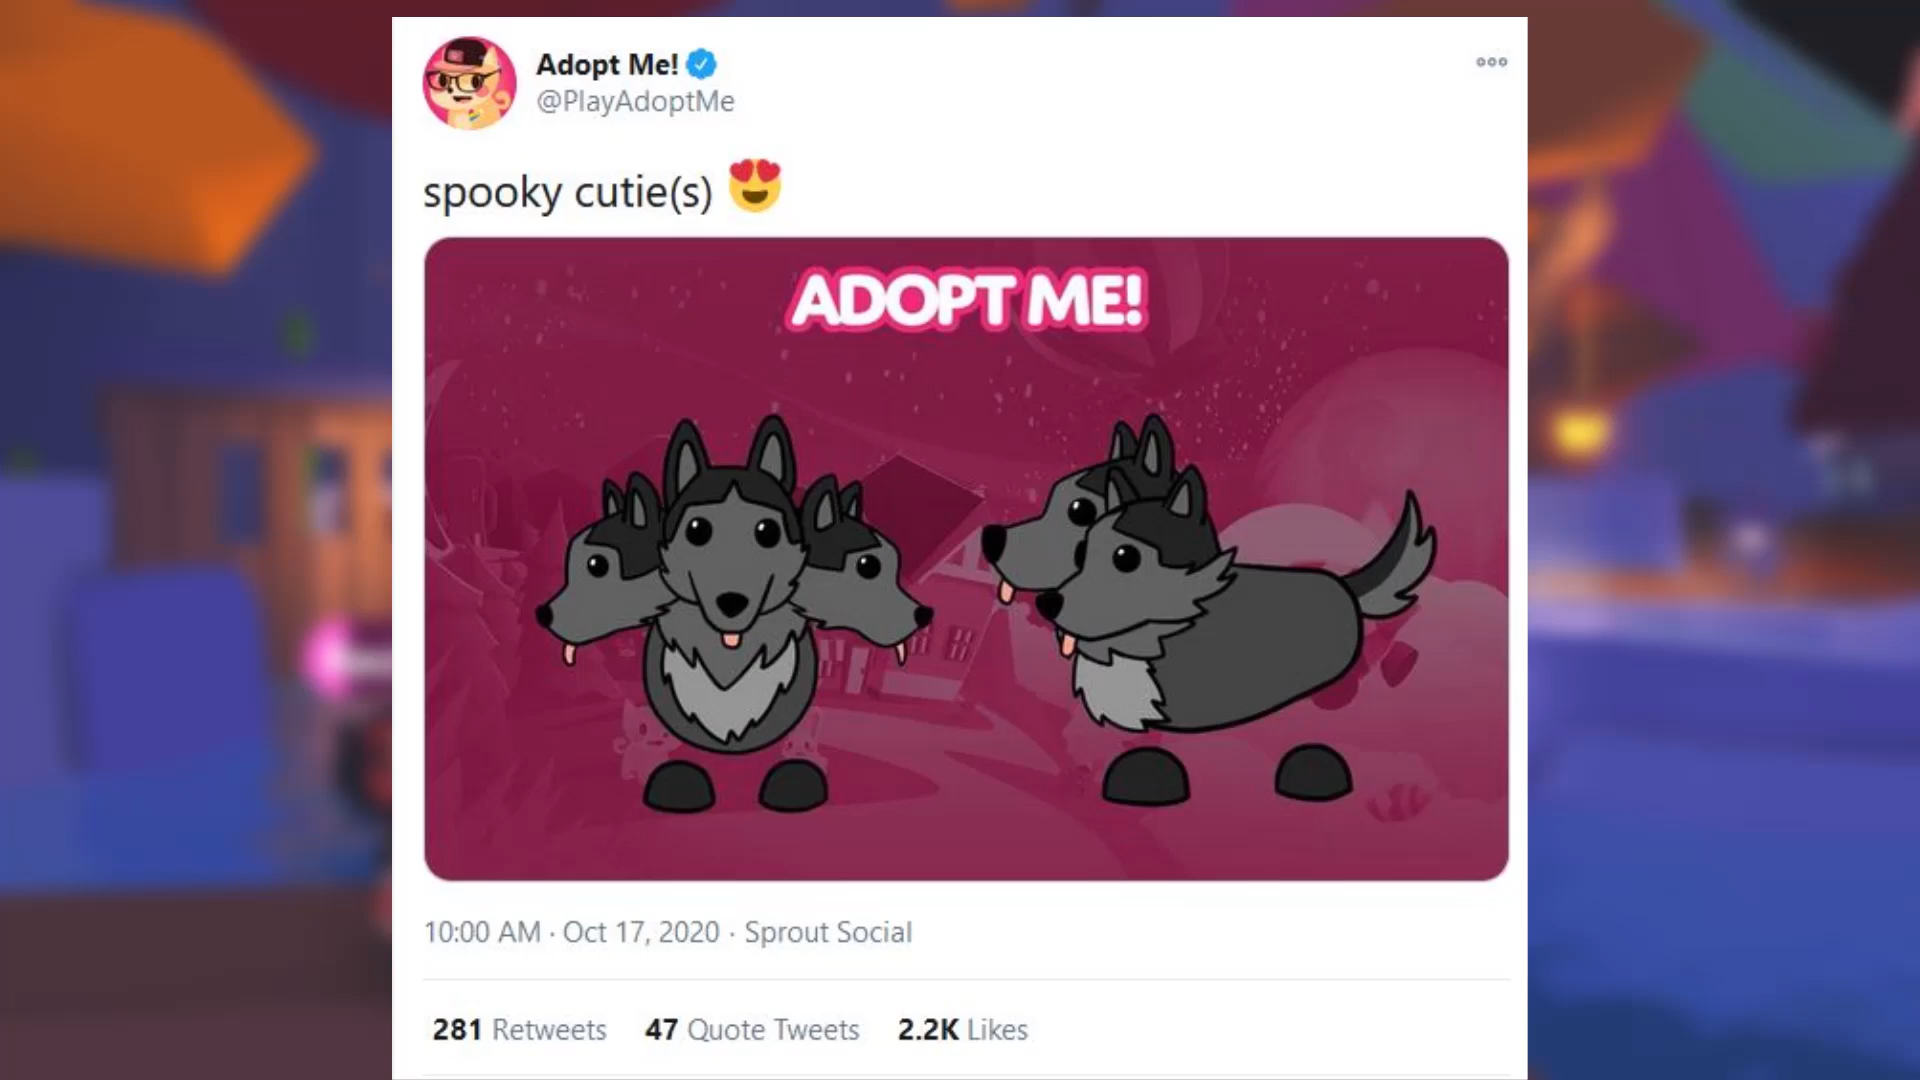 Adopt Me!
@PlayAdoptMe
spooky cutie(s) 😍
ADOPT ME!
10:00 AM · Oct 17, 2020 · Sprout Social
281 Retweets 47 Quote Tweets 2.2K Likes